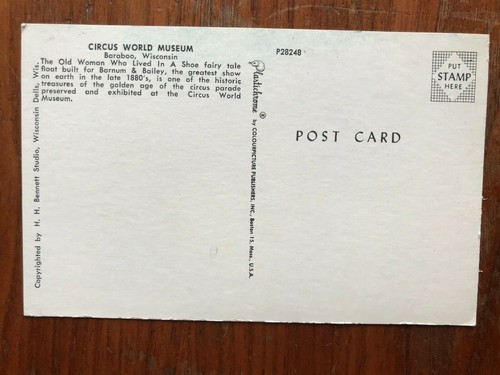 CIRCUS WORLD MUSEUM
Baraboo, Wisconsin
The Old Woman Who Lived In A Shoe fairy tale
float built for Barnum & Bailey, the greatest show
on earth in the late 1880's, is one of the historic
treasures of the golden age of the circus parade
preserved and exhibited at the Circus World
Museum.
Copyrighted by H. H. Bennett Studio, Wisconsin Dells, Wis.
P28248
Plastichrome ®
by COLOURPICTURE PUBLISHERS, INC., Boston 15, Mass., U.S.A.
PUT
STAMP
HERE
POST CARD